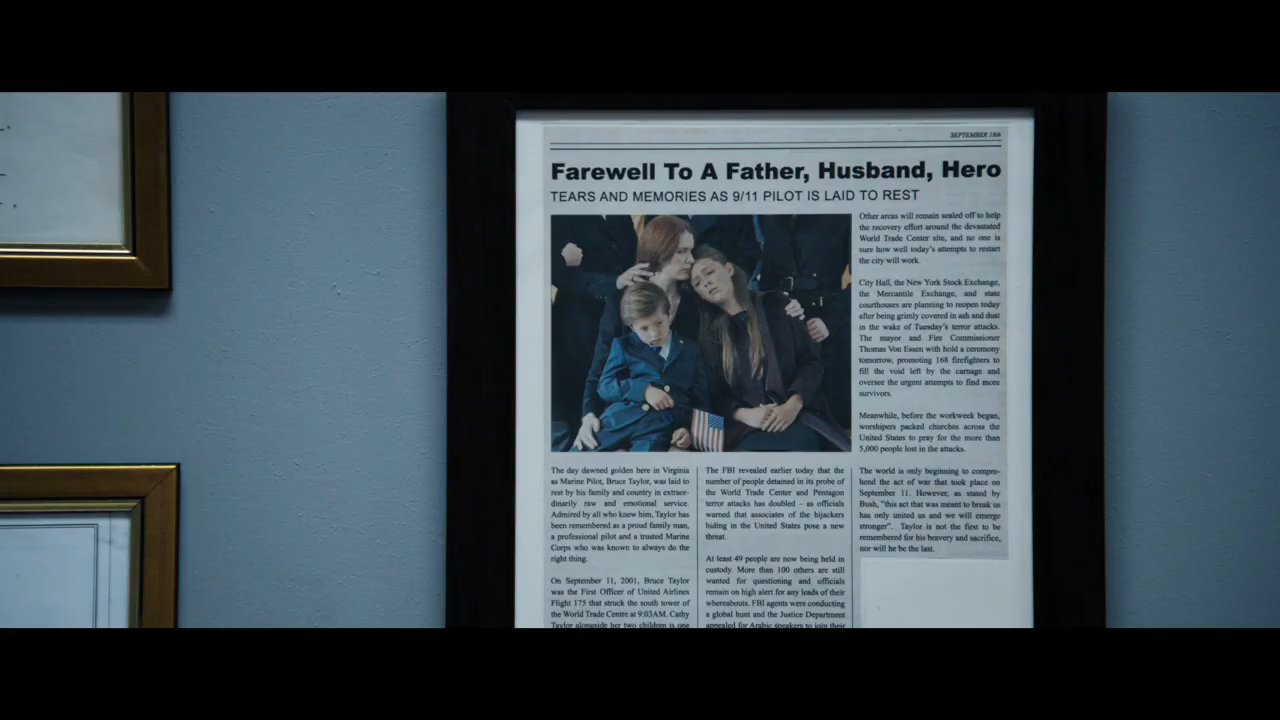 SEPTEMBER 18th
Farewell To A Father, Husband, Hero
TEARS AND MEMORIES AS 9/11 PILOT IS LAID TO REST
The day dawned golden here in Virginia
as Marine Pilot, Bruce Taylor, was laid to
rest by his family and country in extraor-
dinarily raw and emotional service.
Admired by all who knew him, Taylor has
been remembered as a proud family man,
a professional pilot and a trusted Marine
Corps who was known to always do the
right thing.
On September 11, 2001, Bruce Taylor
was the First Officer of United Airlines
Flight 175 that struck the south tower of
the World Trade Centre at 9:03AM. Cathy
Taylor alongside her two children is one
The FBI revealed earlier today that the
number of people detained in its probe of
the World Trade Center and Pentagon
terror attacks has doubled – as officials
warned that associates of the hijackers
hiding in the United States pose a new
threat.
At least 49 people are now being held in
custody. More than 100 others are still
wanted for questioning and officials
remain on high alert for any leads of their
whereabouts. FBI agents were conducting
a global hunt and the Justice Department
appealed for Arabic speakers to join their
Other areas will remain sealed off to help
the recovery effort around the devastated
World Trade Center site, and no one is
sure how well today's attempts to restart
the city will work.
City Hall, the New York Stock Exchange,
the Mercantile Exchange, and state
courthouses are planning to reopen today
after being grimly covered in ash and dust
in the wake of Tuesday's terror attacks.
The mayor and Fire Commissioner
Thomas Von Essen with hold a ceremony
tomorrow, promoting 168 firefighters to
fill the void left by the carnage and
oversee the urgent attempts to find more
survivors.
Meanwhile, before the workweek began,
worshipers packed churches across the
United States to pray for the more than
5,000 people lost in the attacks.
The world is only beginning to compre-
hend the act of war that took place on
September 11. However, as stated by
Bush, "this act that was meant to break us
has only united us and we will emerge
stronger". Taylor is not the first to be
remembered for his bravery and sacrifice,
nor will he be the last.